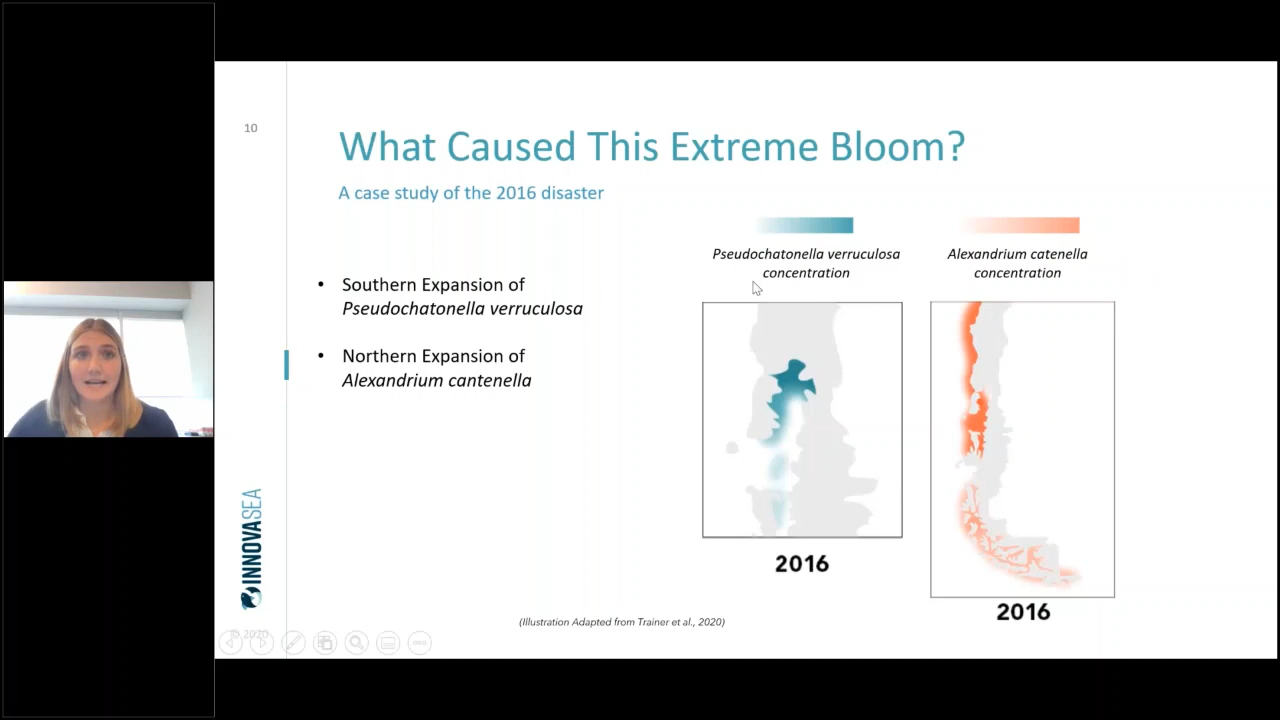 10
What Caused This Extreme Bloom?
A case study of the 2016 disaster
Southern Expansion of
Pseudochatonella verruculosa
Northern Expansion of
Alexandrium cantenella
Pseudochatonella verruculosa
concentration
Alexandrium catenella
concentration
2016
2016
(Illustration Adapted from Trainer et al., 2020)
INNOVASEA
© 2020